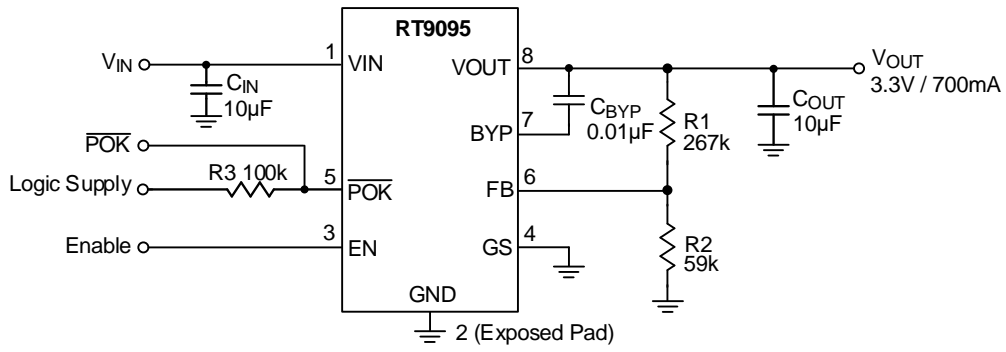 RT9095
VIN
1
VIN
CIN
10µF
POK
Logic Supply
R3 100k
5
POK
Enable
3
EN
GND
2 (Exposed Pad)
VOUT
8
BYP
7
CBYP
0.01µF
FB
6
GS
4
R1
267k
R2
59k
COUT
10µF
VOUT
3.3V / 700mA